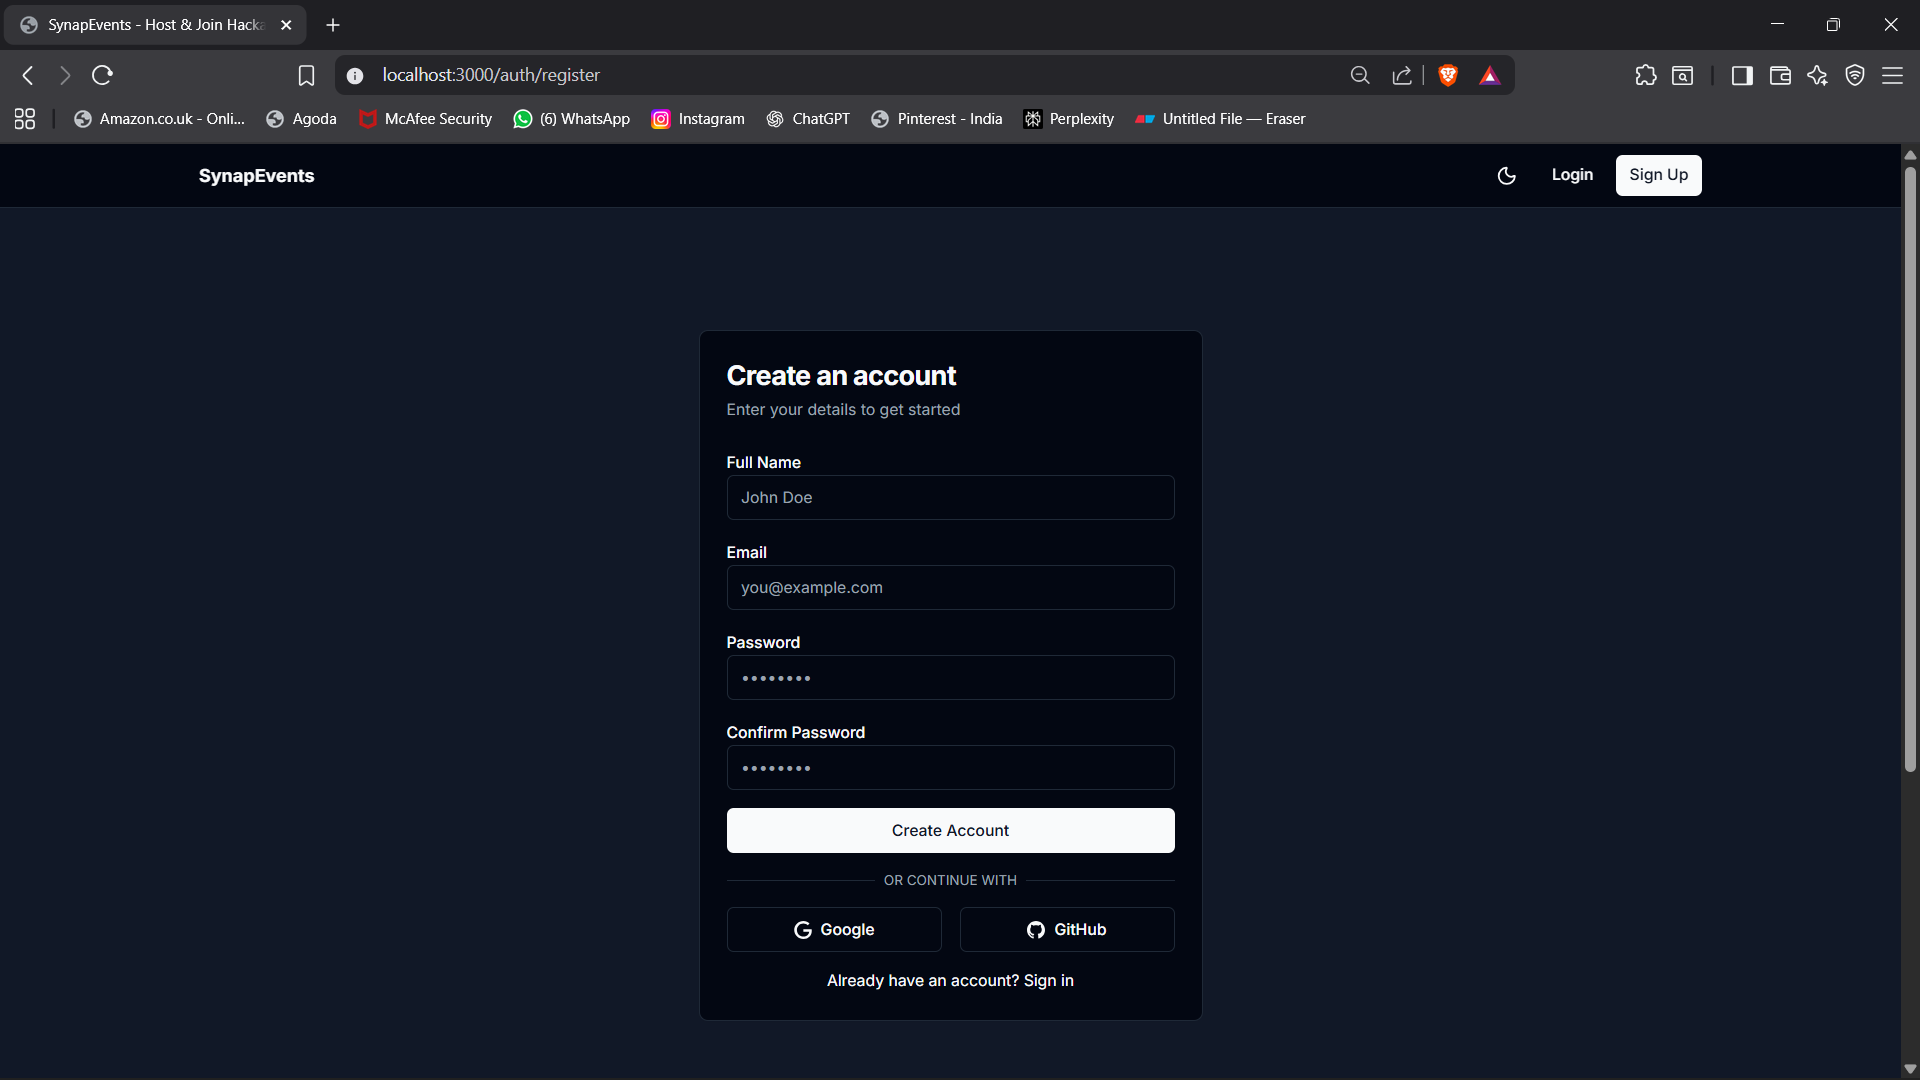 SynapEvents - Host & Join Hacka
localhost:3000/auth/register
Amazon.co.uk - Onli... Agoda McAfee Security (6) WhatsApp Instagram ChatGPT Pinterest - India Perplexity Untitled File — Eraser
SynapEvents Login Sign Up
Create an account
Enter your details to get started
Full Name
John Doe
Email
you@example.com
Password
••••••••
Confirm Password
••••••••
Create Account
OR CONTINUE WITH
Google GitHub
Already have an account? Sign in